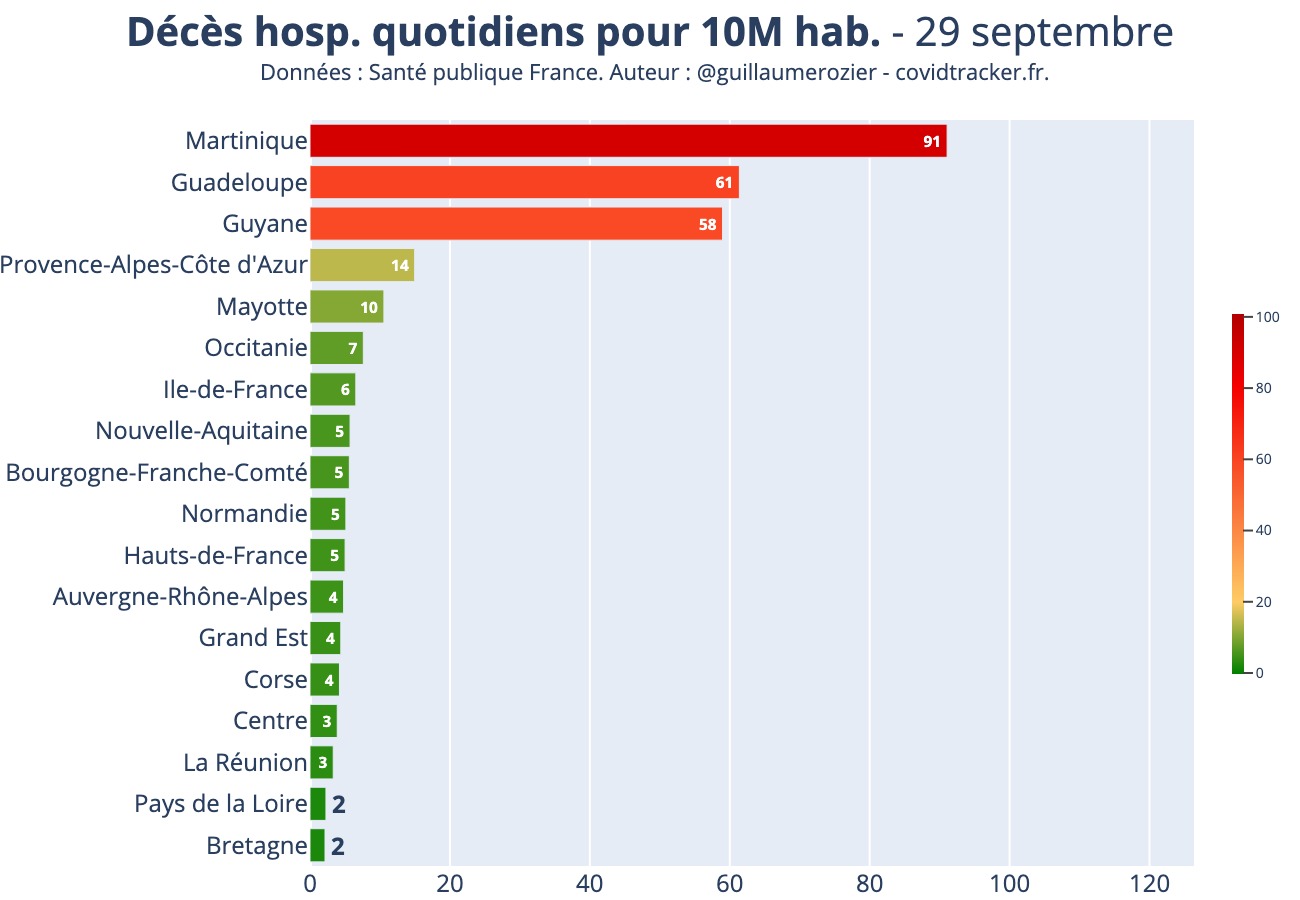 Décès hosp. quotidiens pour 10M hab. - 29 septembre
Données : Santé publique France. Auteur : @guillaumerozier - covidtracker.fr.
Martinique 91
Guadeloupe 61
Guyane 58
Provence-Alpes-Côte d'Azur 14
Mayotte 10
Occitanie 7
Ile-de-France 6
Nouvelle-Aquitaine 5
Bourgogne-Franche-Comté 5
Normandie 5
Hauts-de-France 5
Auvergne-Rhône-Alpes 4
Grand Est 4
Corse 4
Centre 3
La Réunion 3
Pays de la Loire 2
Bretagne 2
0 20 40 60 80 100 120
100
80
60
40
20
0